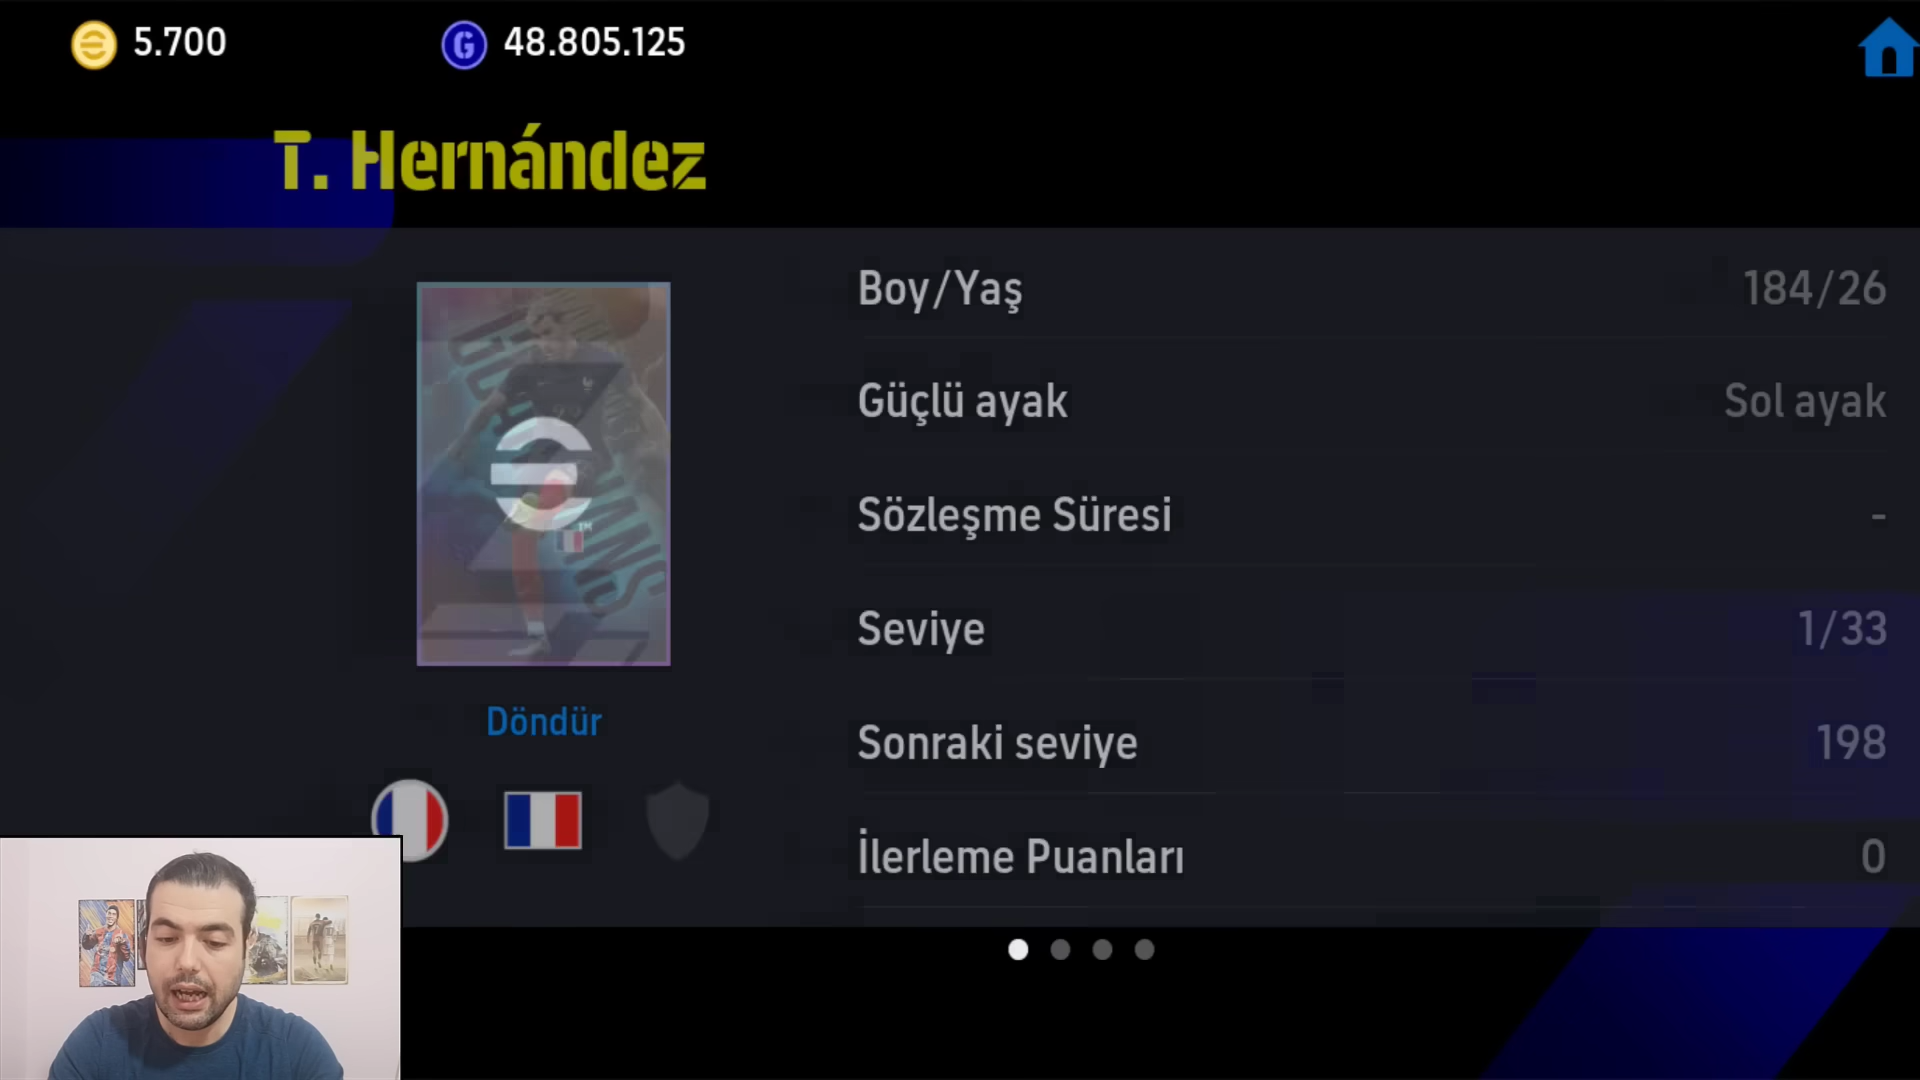 5.700
48.805.125
T. Hernández
Boy/Yaş 184/26
Güçlü ayak Sol ayak
Sözleşme Süresi -
Seviye 1/33
Sonraki seviye 198
İlerleme Puanları 0
Döndür